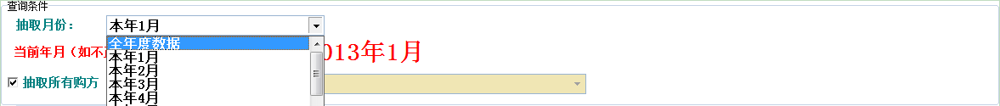 查询条件
抽取月份：
本年1月
全年度数据
当前年月（如不
013年1月
本年1月
本年2月
抽取所有购方
本年3月
本年4月